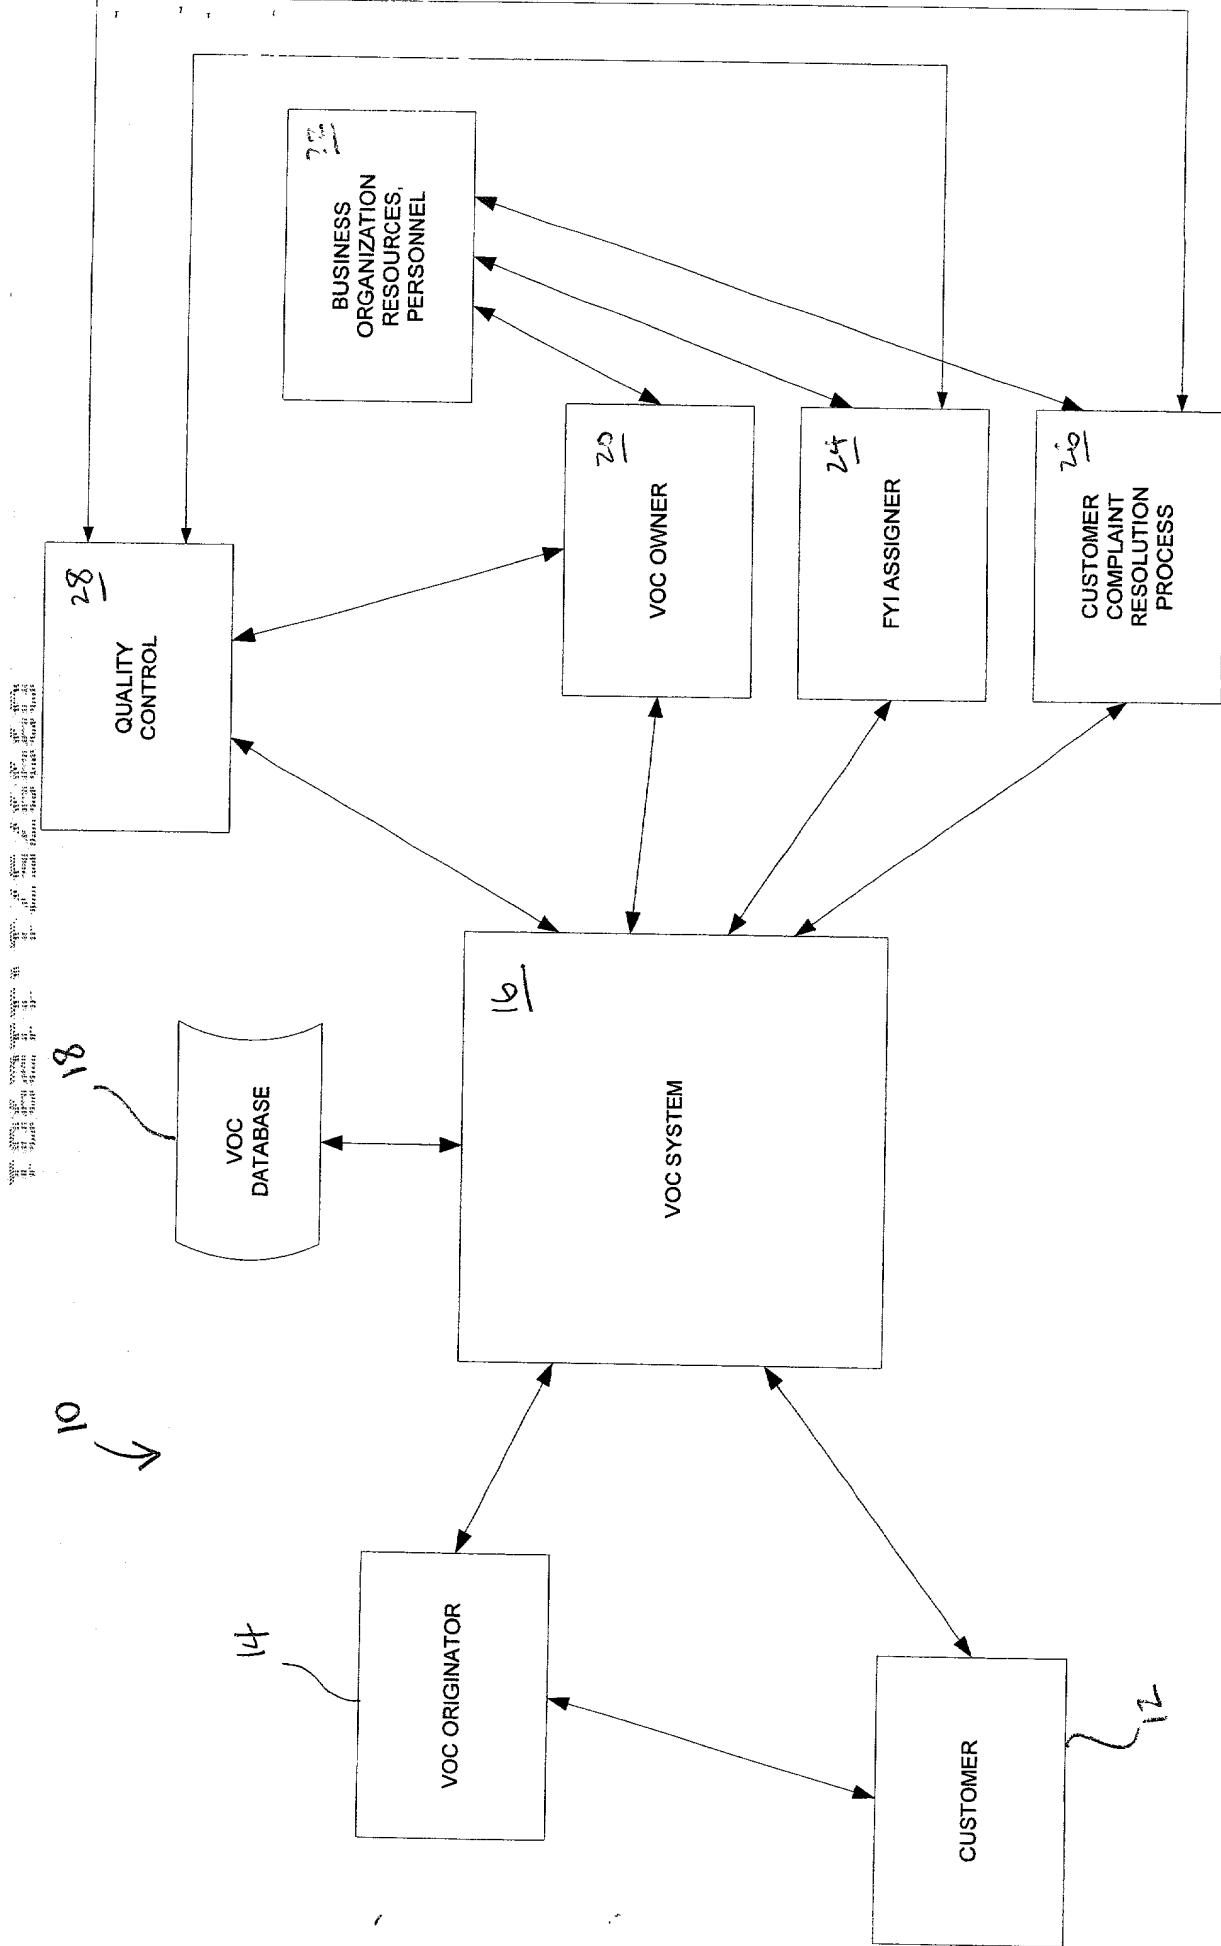 10
18
VOC
DATABASE
28
QUALITY
CONTROL
BUSINESS
ORGANIZATION
RESOURCES,
PERSONNEL
14
VOC ORIGINATOR
16
VOC SYSTEM
20
VOC OWNER
24
FYI ASSIGNER
26
CUSTOMER
COMPLAINT
RESOLUTION
PROCESS
CUSTOMER
12